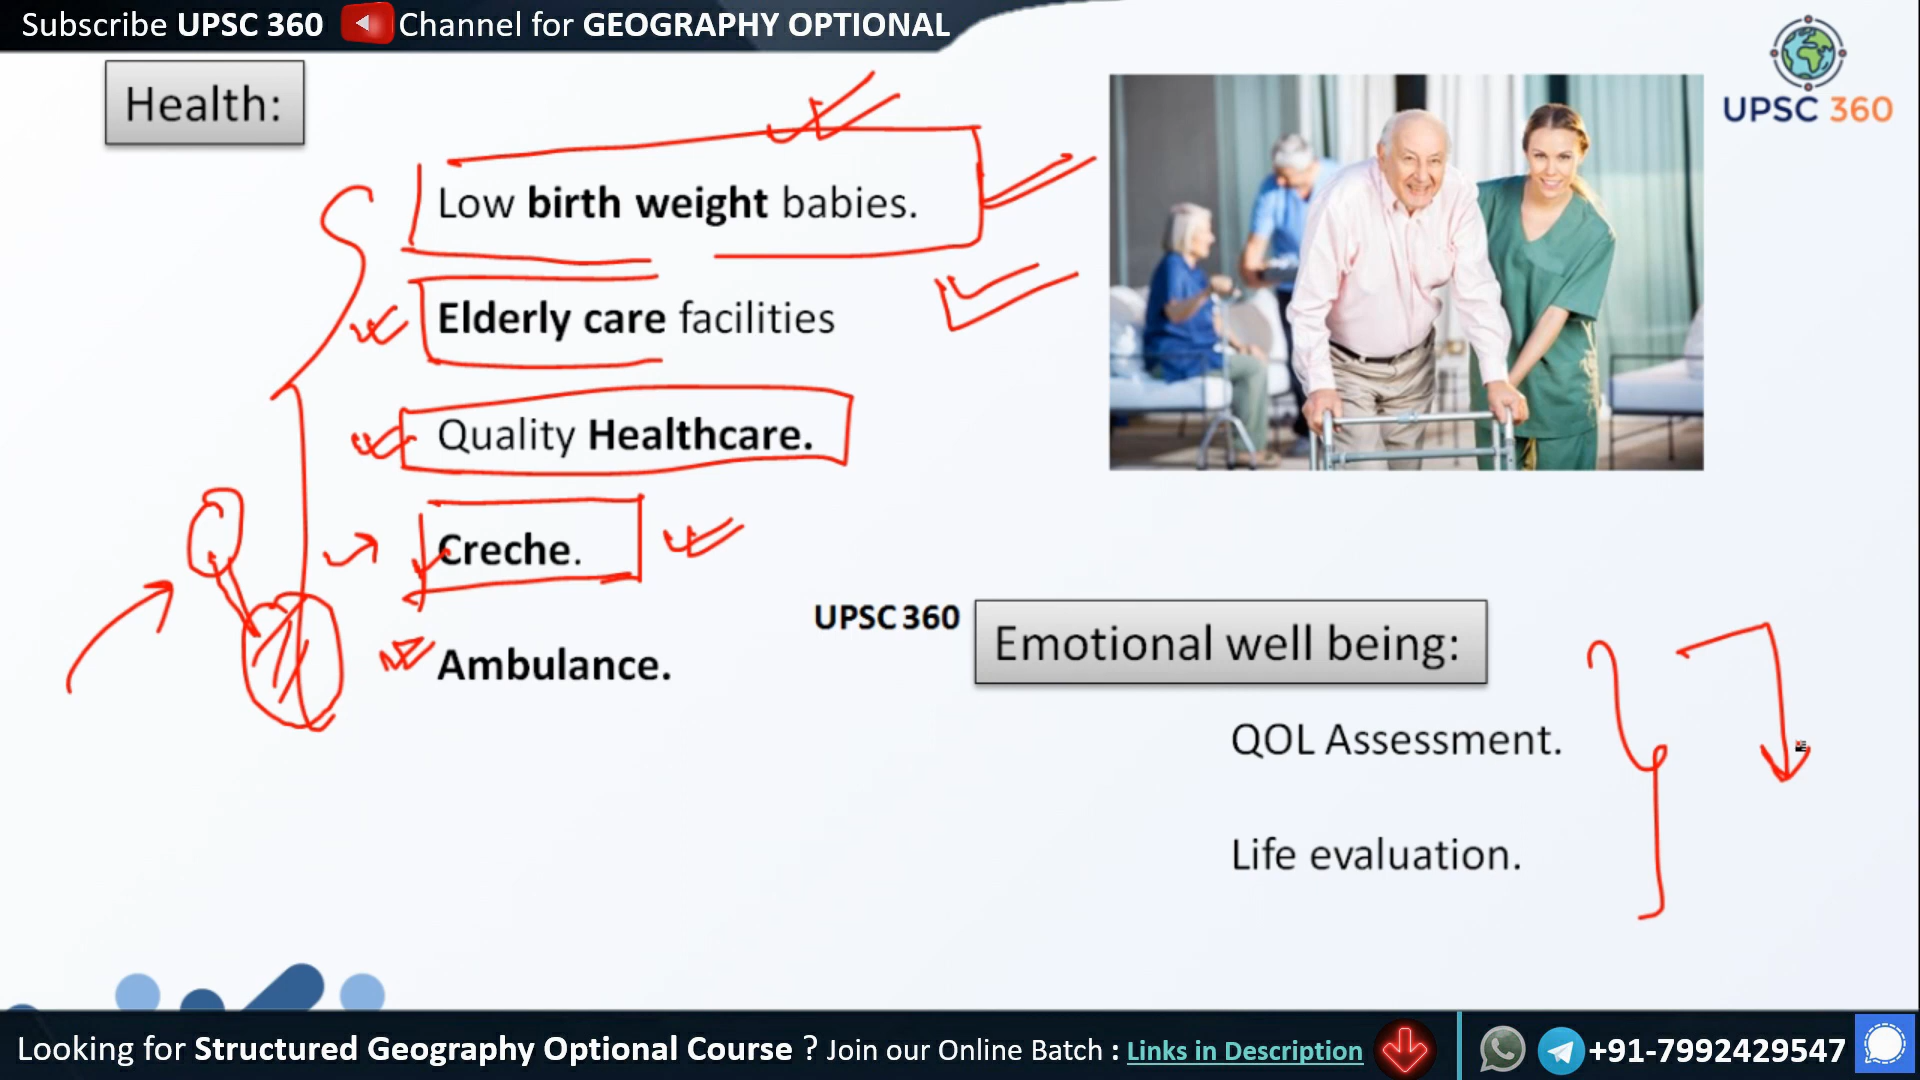 Subscribe UPSC 360 Channel for GEOGRAPHY OPTIONAL
UPSC 360
Health:
Low birth weight babies.
Elderly care facilities
Quality Healthcare.
Creche.
Ambulance.
UPSC 360
Emotional well being:
QOL Assessment.
Life evaluation.
Looking for Structured Geography Optional Course ? Join our Online Batch : Links in Description
+91-7992429547